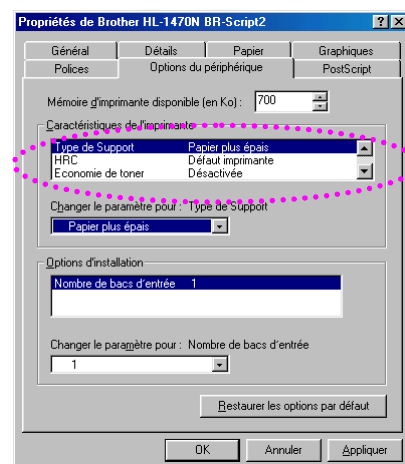 Propriétés de Brother HL-1470N BR-Script2
Général Détails Papier Graphiques
Polices Options du périphérique PostScript
Mémoire d'imprimante disponible (en Ko) : 700
Caractéristiques de l'imprimante
Type de Support Papier plus épais
HRC Défaut imprimante
Economie de toner Désactivée
Changer le paramètre pour : Type de Support
Papier plus épais
Options d'installation
Nombre de bacs d'entrée 1
Changer le paramètre pour : Nombre de bacs d'entrée
1
Restaurer les options par défaut
OK Annuler Appliquer